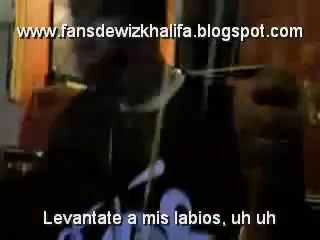 www.fansdewizkhalifa.blogspot.com
Levantate a mis labios, uh uh